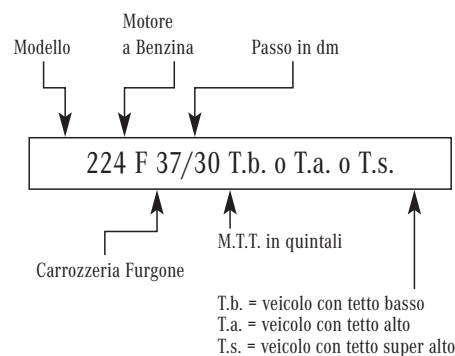 Motore
Modello a Benzina Passo in dm
224 F 37/30 T.b. o T.a. o T.s.
M.T.T. in quintali
Carrozzeria Furgone
T.b. = veicolo con tetto basso
T.a. = veicolo con tetto alto
T.s. = veicolo con tetto super alto